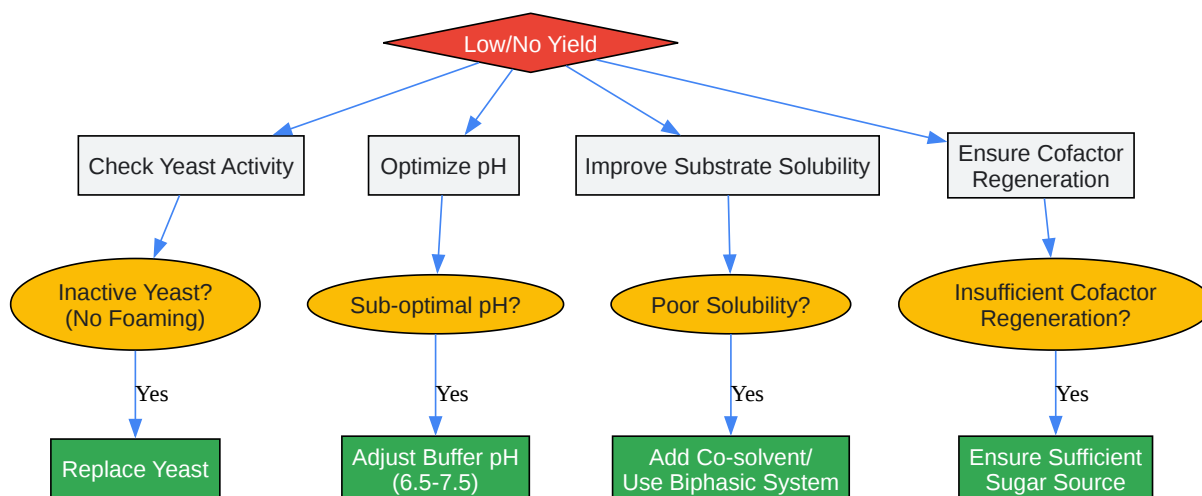 Low/No Yield
Check Yeast Activity
Optimize pH
Improve Substrate Solubility
Ensure Cofactor
Regeneration
Inactive Yeast?
(No Foaming)
Sub-optimal pH?
Poor Solubility?
Insufficient Cofactor
Regeneration?
Yes
Yes
Yes
Yes
Replace Yeast
Adjust Buffer pH
(6.5-7.5)
Add Co-solvent/
Use Biphasic System
Ensure Sufficient
Sugar Source